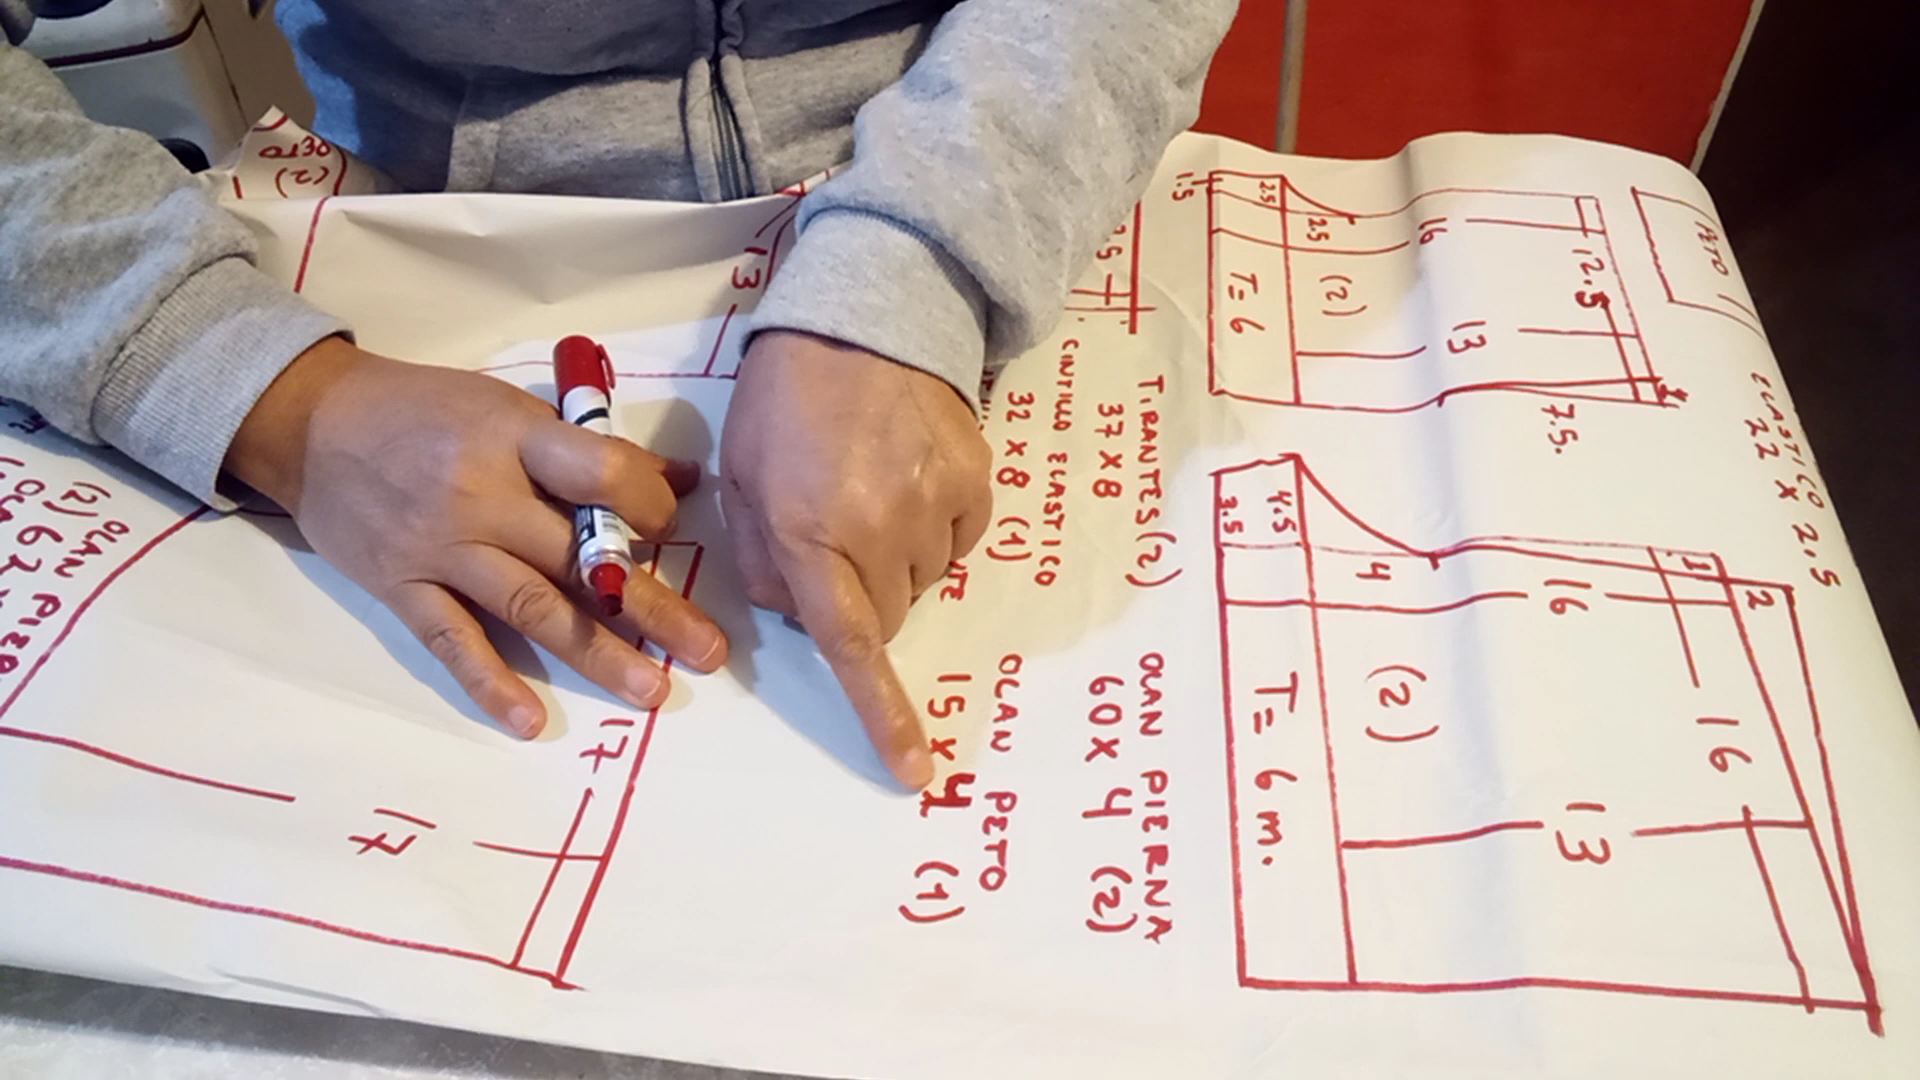 PETO
(2)
13
1.5
2.5
2.5
16
12.5
(2)
T= 6
13
7.5.
PETO
ELASTICO
22 X 2.5
TIRANTES (2)
37 X 8
CINTILLO ELASTICO
32 X 8 (1)
OLAN PIERNA
60 X 4 (2)
OLAN PETO
15 X 4 (1)
3.5
4.5
4
16
1
2
(2)
16
T= 6 m.
13
OLAN
(2)
17
17